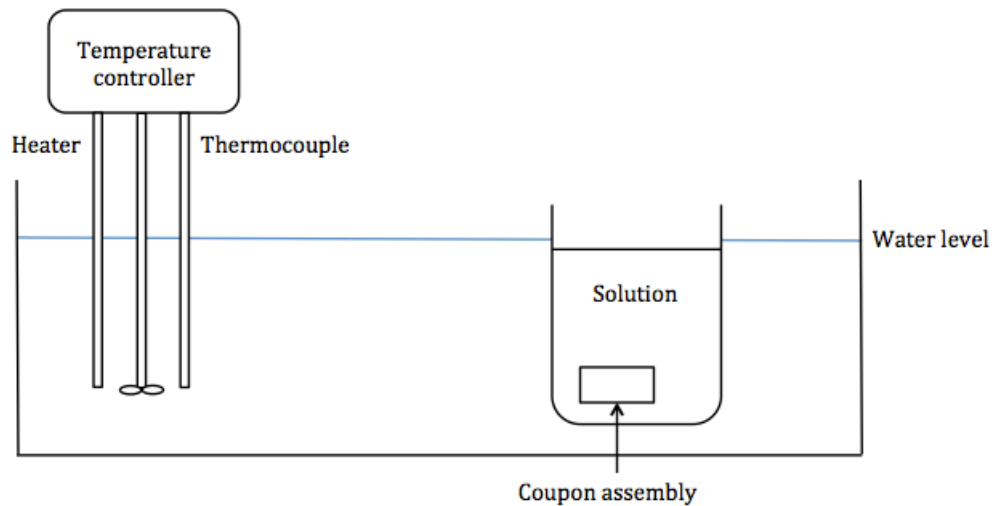 Temperature
controller
Heater
Thermocouple
Water level
Solution
Coupon assembly